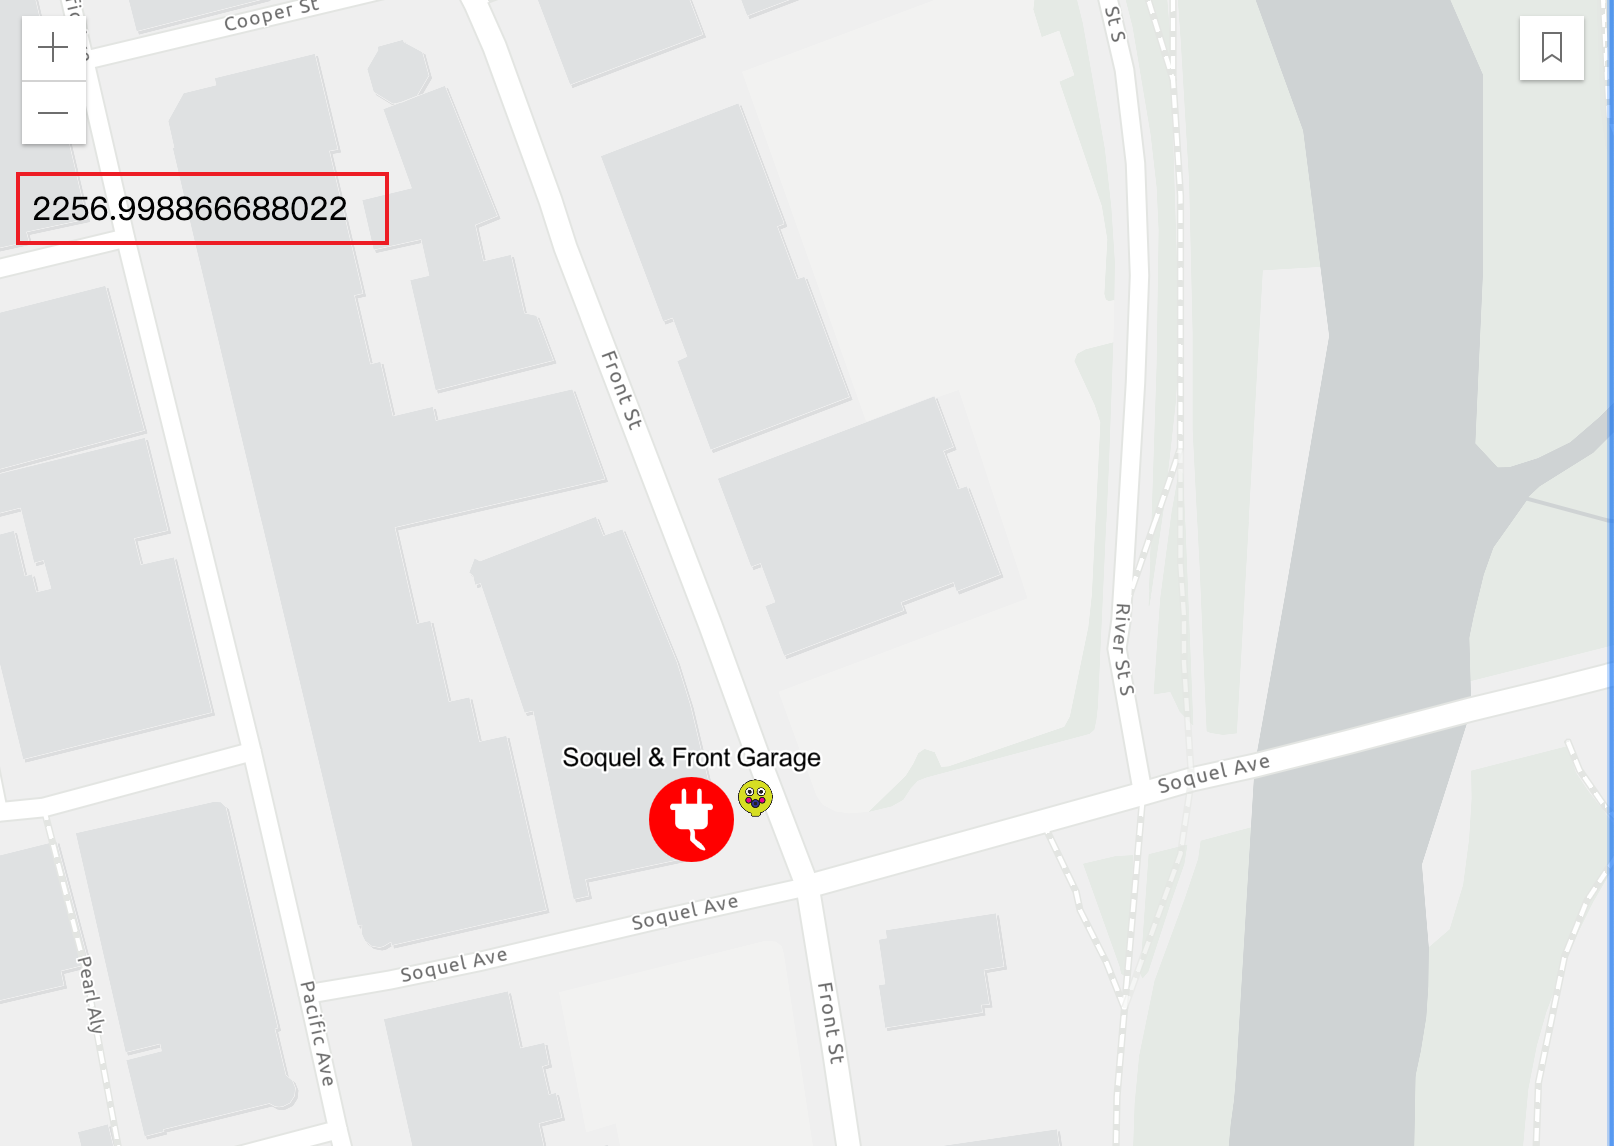 Cooper St
St S
2256.998866688022
Front St
River St S
Soquel & Front Garage
Soquel Ave
Soquel Ave
Soquel Ave
Pearl Aly
Pacific Ave
Front St